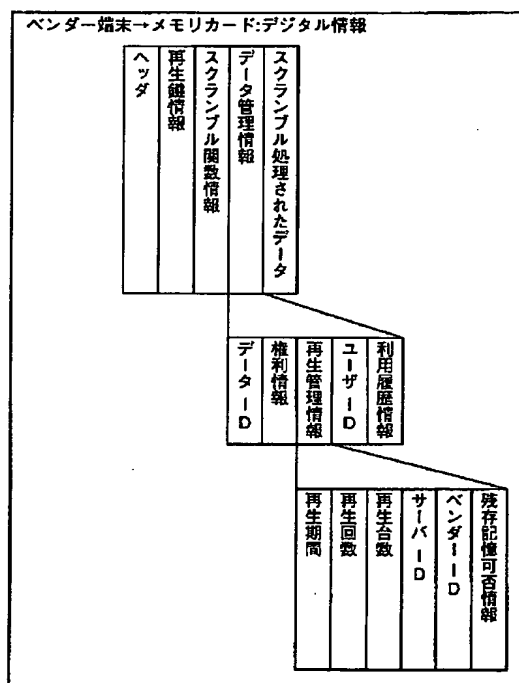 ベンダー端末→メモリカード:デジタル情報
ヘッダ
再生鍵情報
スクランブル関数情報
データ管理情報
スクランブル処理されたデータ
データID
権利情報
再生管理情報
ユーザID
利用履歴情報
再生期間
再生回数
再生台数
サーバID
ベンダーID
残存記憶可否情報